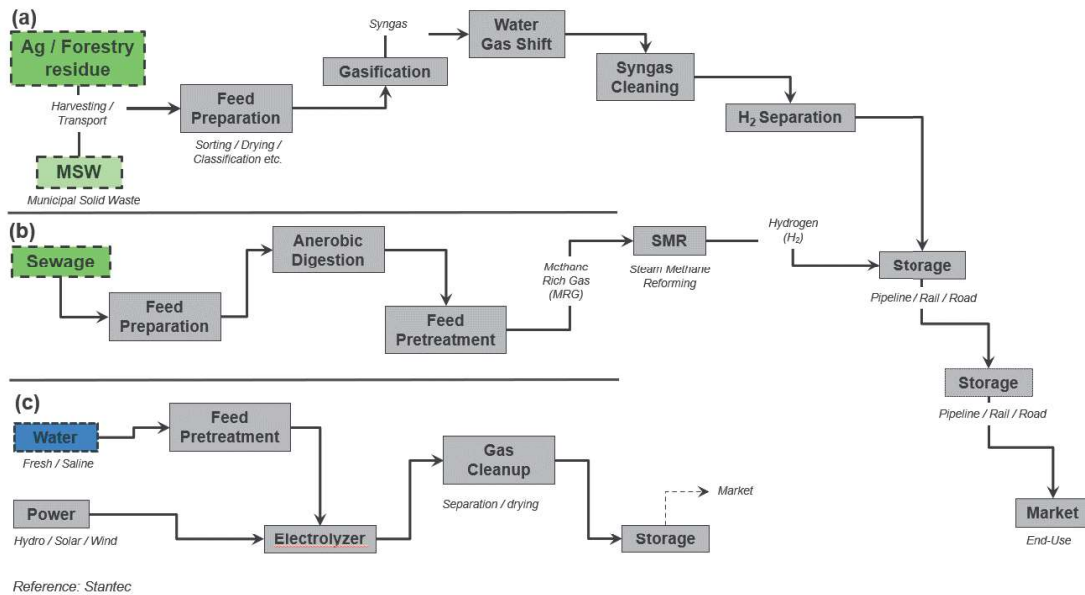 (a)
Ag / Forestry
residue
Harvesting /
Transport
MSW
Municipal Solid Waste
Feed
Preparation
Sorting / Drying /
Classification etc.
Gasification
Syngas
Water
Gas Shift
Syngas
Cleaning
H₂ Separation
(b)
Sewage
Feed
Preparation
Anerobic
Digestion
Feed
Pretreatment
Methane
Rich Gas
(MRG)
SMR
Steam Methane
Reforming
Hydrogen
(H₂)
Storage
Pipeline / Rail / Road
Storage
Pipeline / Rail / Road
Market
End-Use
(c)
Water
Fresh / Saline
Feed
Pretreatment
Power
Hydro / Solar / Wind
Electrolyzer
Gas
Cleanup
Separation / drying
Storage
Market
Reference: Stantec